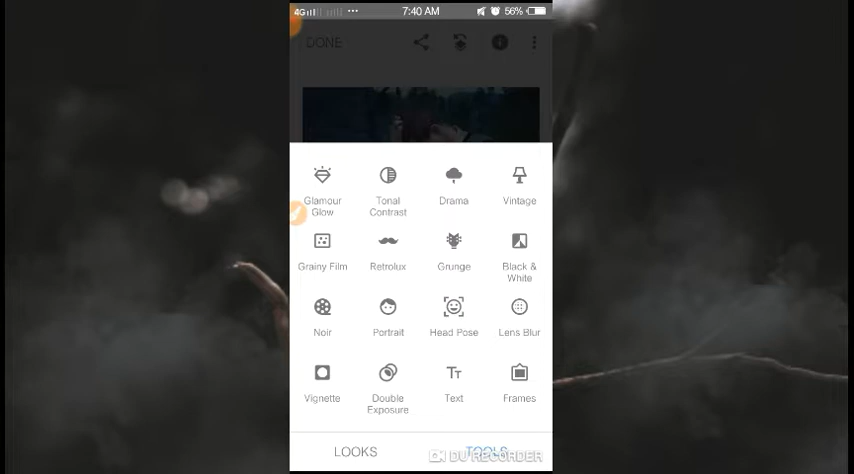 4G
7:40 AM
56%
DONE
Glamour Glow
Tonal Contrast
Drama
Vintage
Grainy Film
Retrolux
Grunge
Black & White
Noir
Portrait
Head Pose
Lens Blur
Vignette
Double Exposure
Text
Frames
LOOKS
TOOLS
DU RECORDER